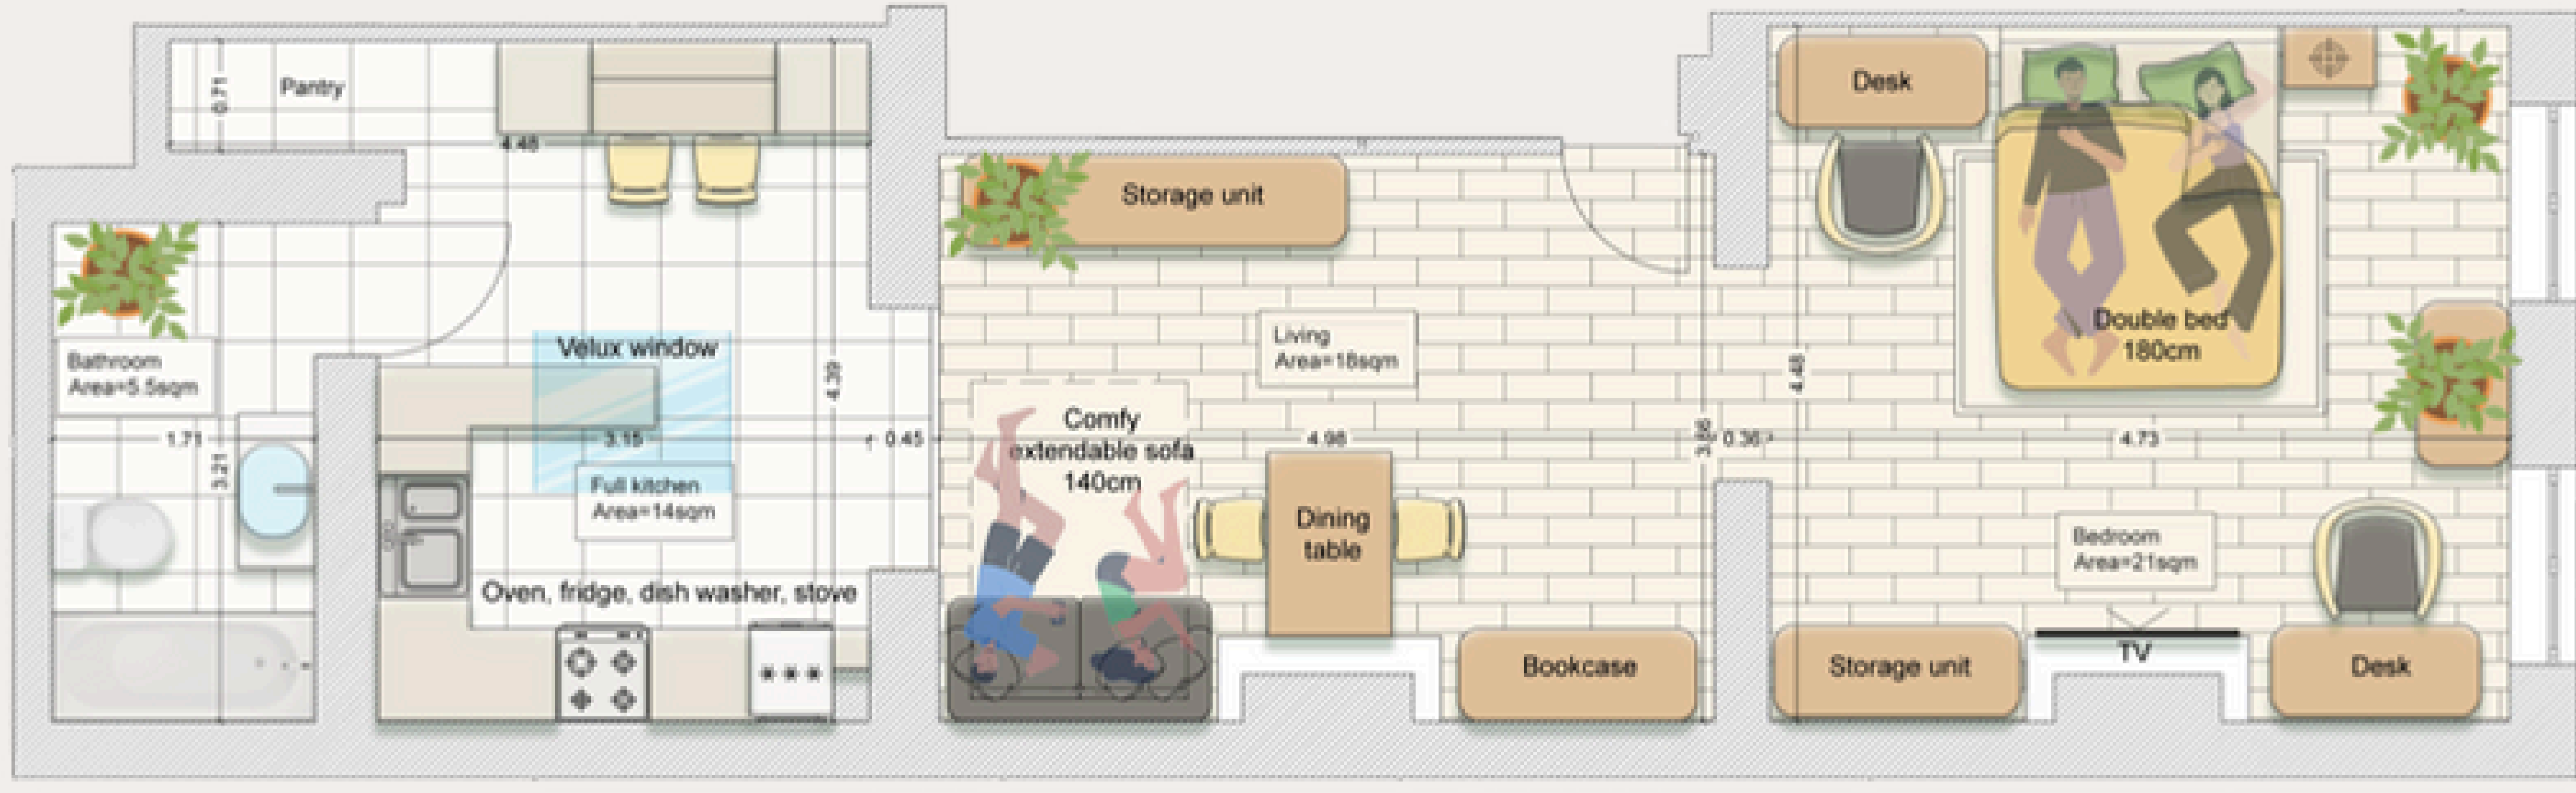 Pantry
0.71
4.48
Bathroom
Area=5.5sqm
1.71
3.21
Velux window
3.15
Full kitchen
Area=14sqm
4.39
Oven, fridge, dish washer, stove
0.45
Storage unit
Living
Area=18sqm
Comfy
extendable sofa
140cm
4.98
Dining
table
Bookcase
0.36
Desk
4.48
Double bed
180cm
4.73
Bedroom
Area=21sqm
Storage unit
TV
Desk